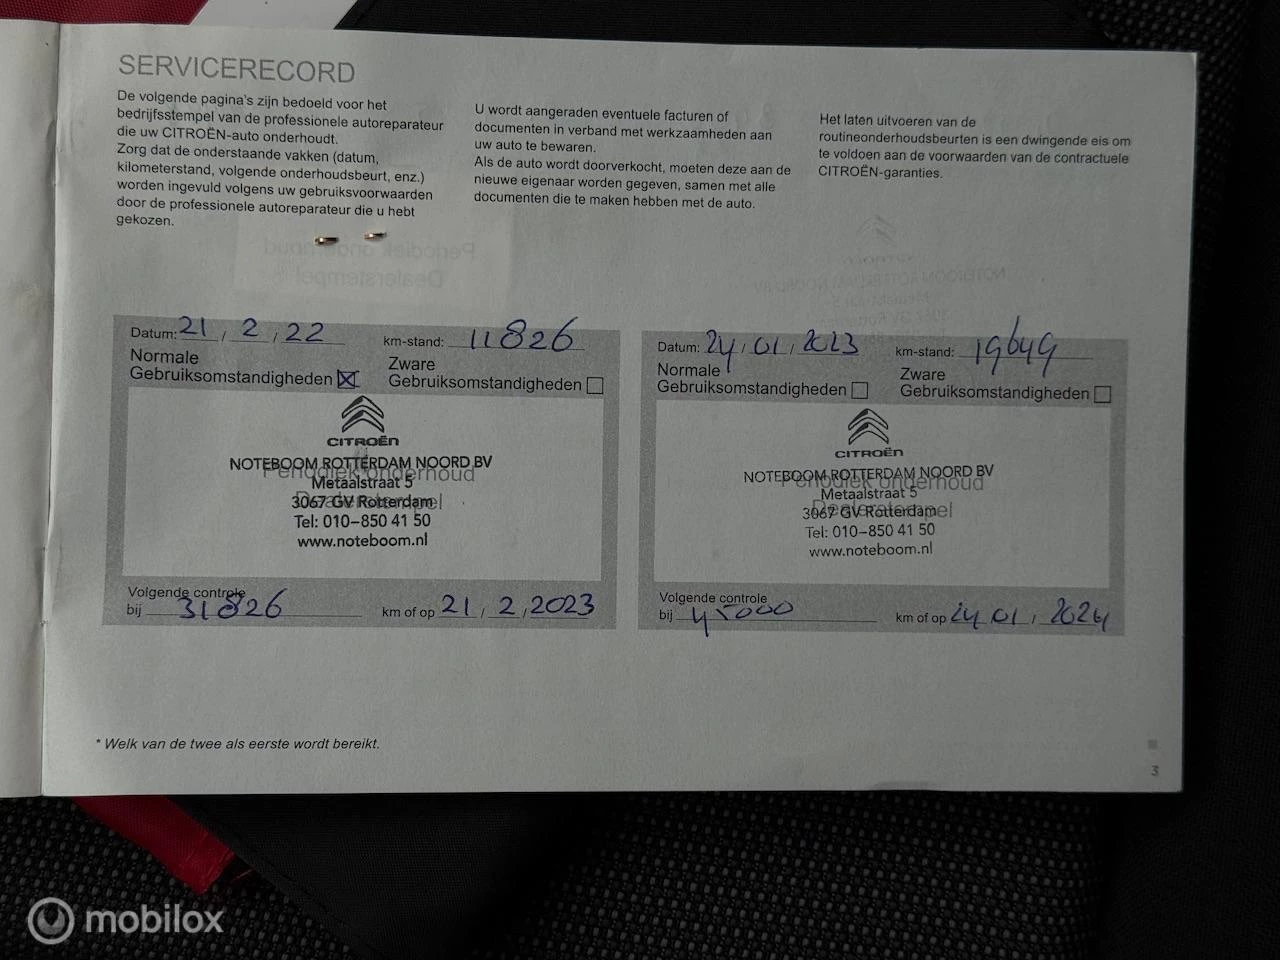 SERVICERECORD
De volgende pagina's zijn bedoeld voor het
bedrijfsstempel van de professionele autoreparateur
die uw CITROËN-auto onderhoudt.
Zorg dat de onderstaande vakken (datum,
kilometerstand, volgende onderhoudsbeurt, enz.)
worden ingevuld volgens uw gebruiksvoorwaarden
door de professionele autoreparateur die u hebt
gekozen.
U wordt aangeraden eventuele facturen of
documenten in verband met werkzaamheden aan
uw auto te bewaren.
Als de auto wordt doorverkocht, moeten deze aan de
nieuwe eigenaar worden gegeven, samen met alle
documenten die te maken hebben met de auto.
Het laten uitvoeren van de
routineonderhoudsbeurten is een dwingende eis om
te voldoen aan de voorwaarden van de contractuele
CITROËN-garanties.
Datum: 21 / 2 / 22 km-stand: 11826
Normale
Gebruiksomstandigheden
Zware
Gebruiksomstandigheden
CITROËN
NOTEBOOM ROTTERDAM NOORD BV
Periodiek onderhoud
Metaalstraat 5
Dealerstempel
3067 GV Rotterdam
Tel: 010-850 41 50
www.noteboom.nl
Volgende controle
bij 31826 km of op 21 / 2 / 2023
Datum: 24 / 01 / 2023 km-stand: 19649
Normale
Gebruiksomstandigheden
Zware
Gebruiksomstandigheden
CITROËN
NOTEBOOM ROTTERDAM NOORD BV
Periodiek onderhoud
Metaalstraat 5
Dealerstempel
3067 GV Rotterdam
Tel: 010-850 41 50
www.noteboom.nl
Volgende controle
bij 45000 km of op 24 / 01 / 2024
* Welk van de twee als eerste wordt bereikt.
3
mobilox